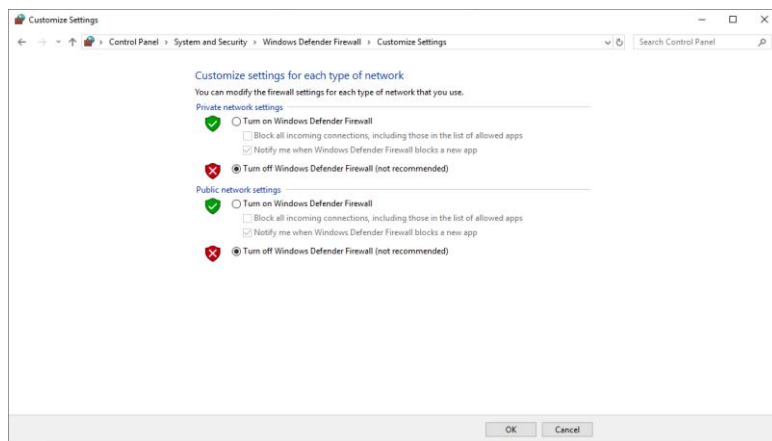 Customize Settings
Control Panel > System and Security > Windows Defender Firewall > Customize Settings
Search Control Panel
Customize settings for each type of network
You can modify the firewall settings for each type of network that you use.
Private network settings
Turn on Windows Defender Firewall
Block all incoming connections, including those in the list of allowed apps
Notify me when Windows Defender Firewall blocks a new app
Turn off Windows Defender Firewall (not recommended)
Public network settings
Turn on Windows Defender Firewall
Block all incoming connections, including those in the list of allowed apps
Notify me when Windows Defender Firewall blocks a new app
Turn off Windows Defender Firewall (not recommended)
OK Cancel